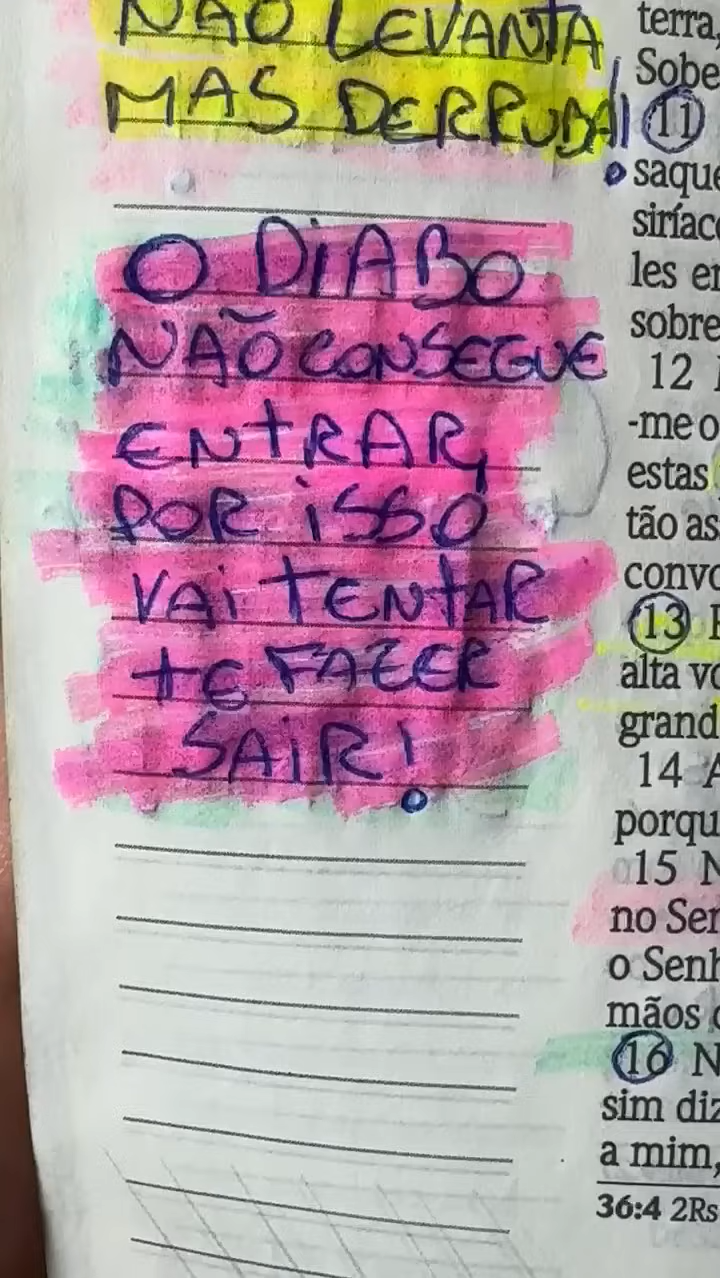 NÃO LEVANTA
MAS DERRUBA!
O DIABO
NÃO CONSEGUE
ENTRAR,
POR ISSO
VAI TENTAR
TE FAZER
SAIR!
terra,
Sobe
11
saque
les
sobre
12
-me o
estas
tão as
convo
13
alta vo
grand
14 A
porqu
15 N
no Sen
o Senh
mãos
16 N
sim diz
a mim,
36:4 2Rs